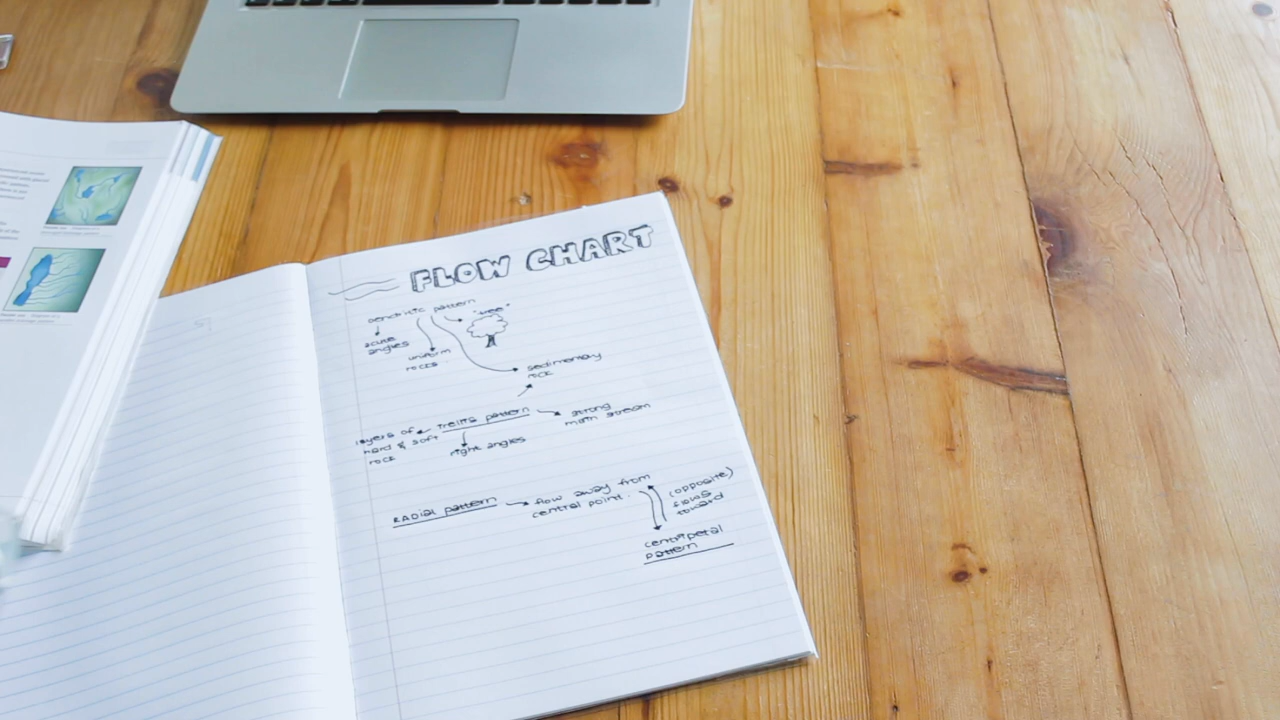 FLOW CHART
dendritic pattern
"tree"
acute
angles
uniform
rocks
sedimentary
rock
trellis pattern
strong
main stream
layers of
hard & soft
rock
right angles
RADIAL pattern
flow away from
central point.
(opposite)
flows
toward
centripetal
pattern